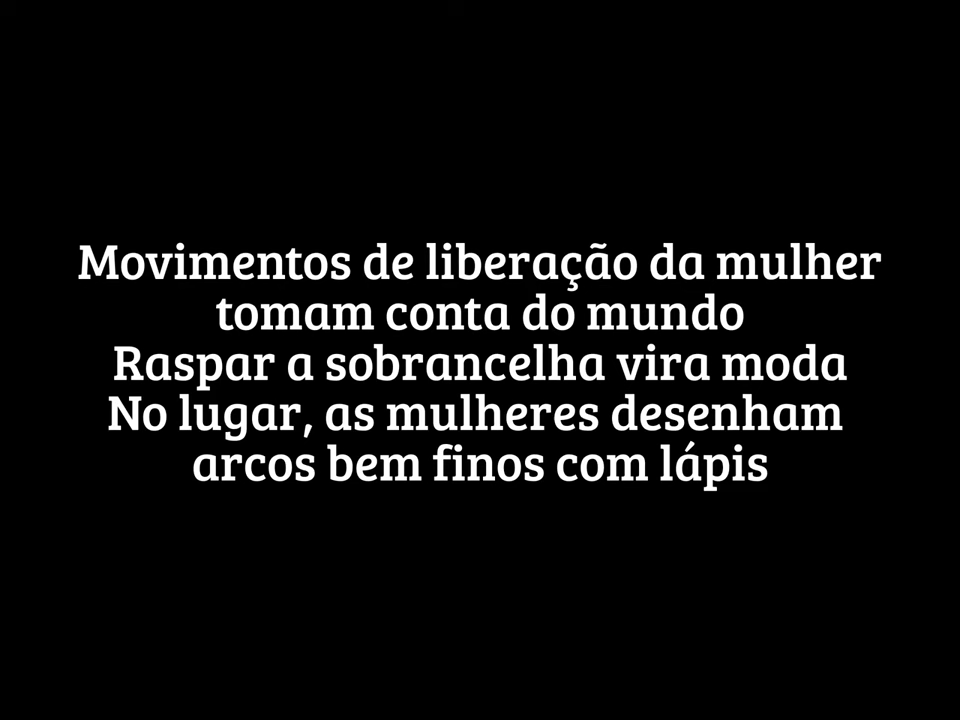 Movimentos de liberação da mulher
tomam conta do mundo
Raspar a sobrancelha vira moda
No lugar, as mulheres desenham
arcos bem finos com lápis